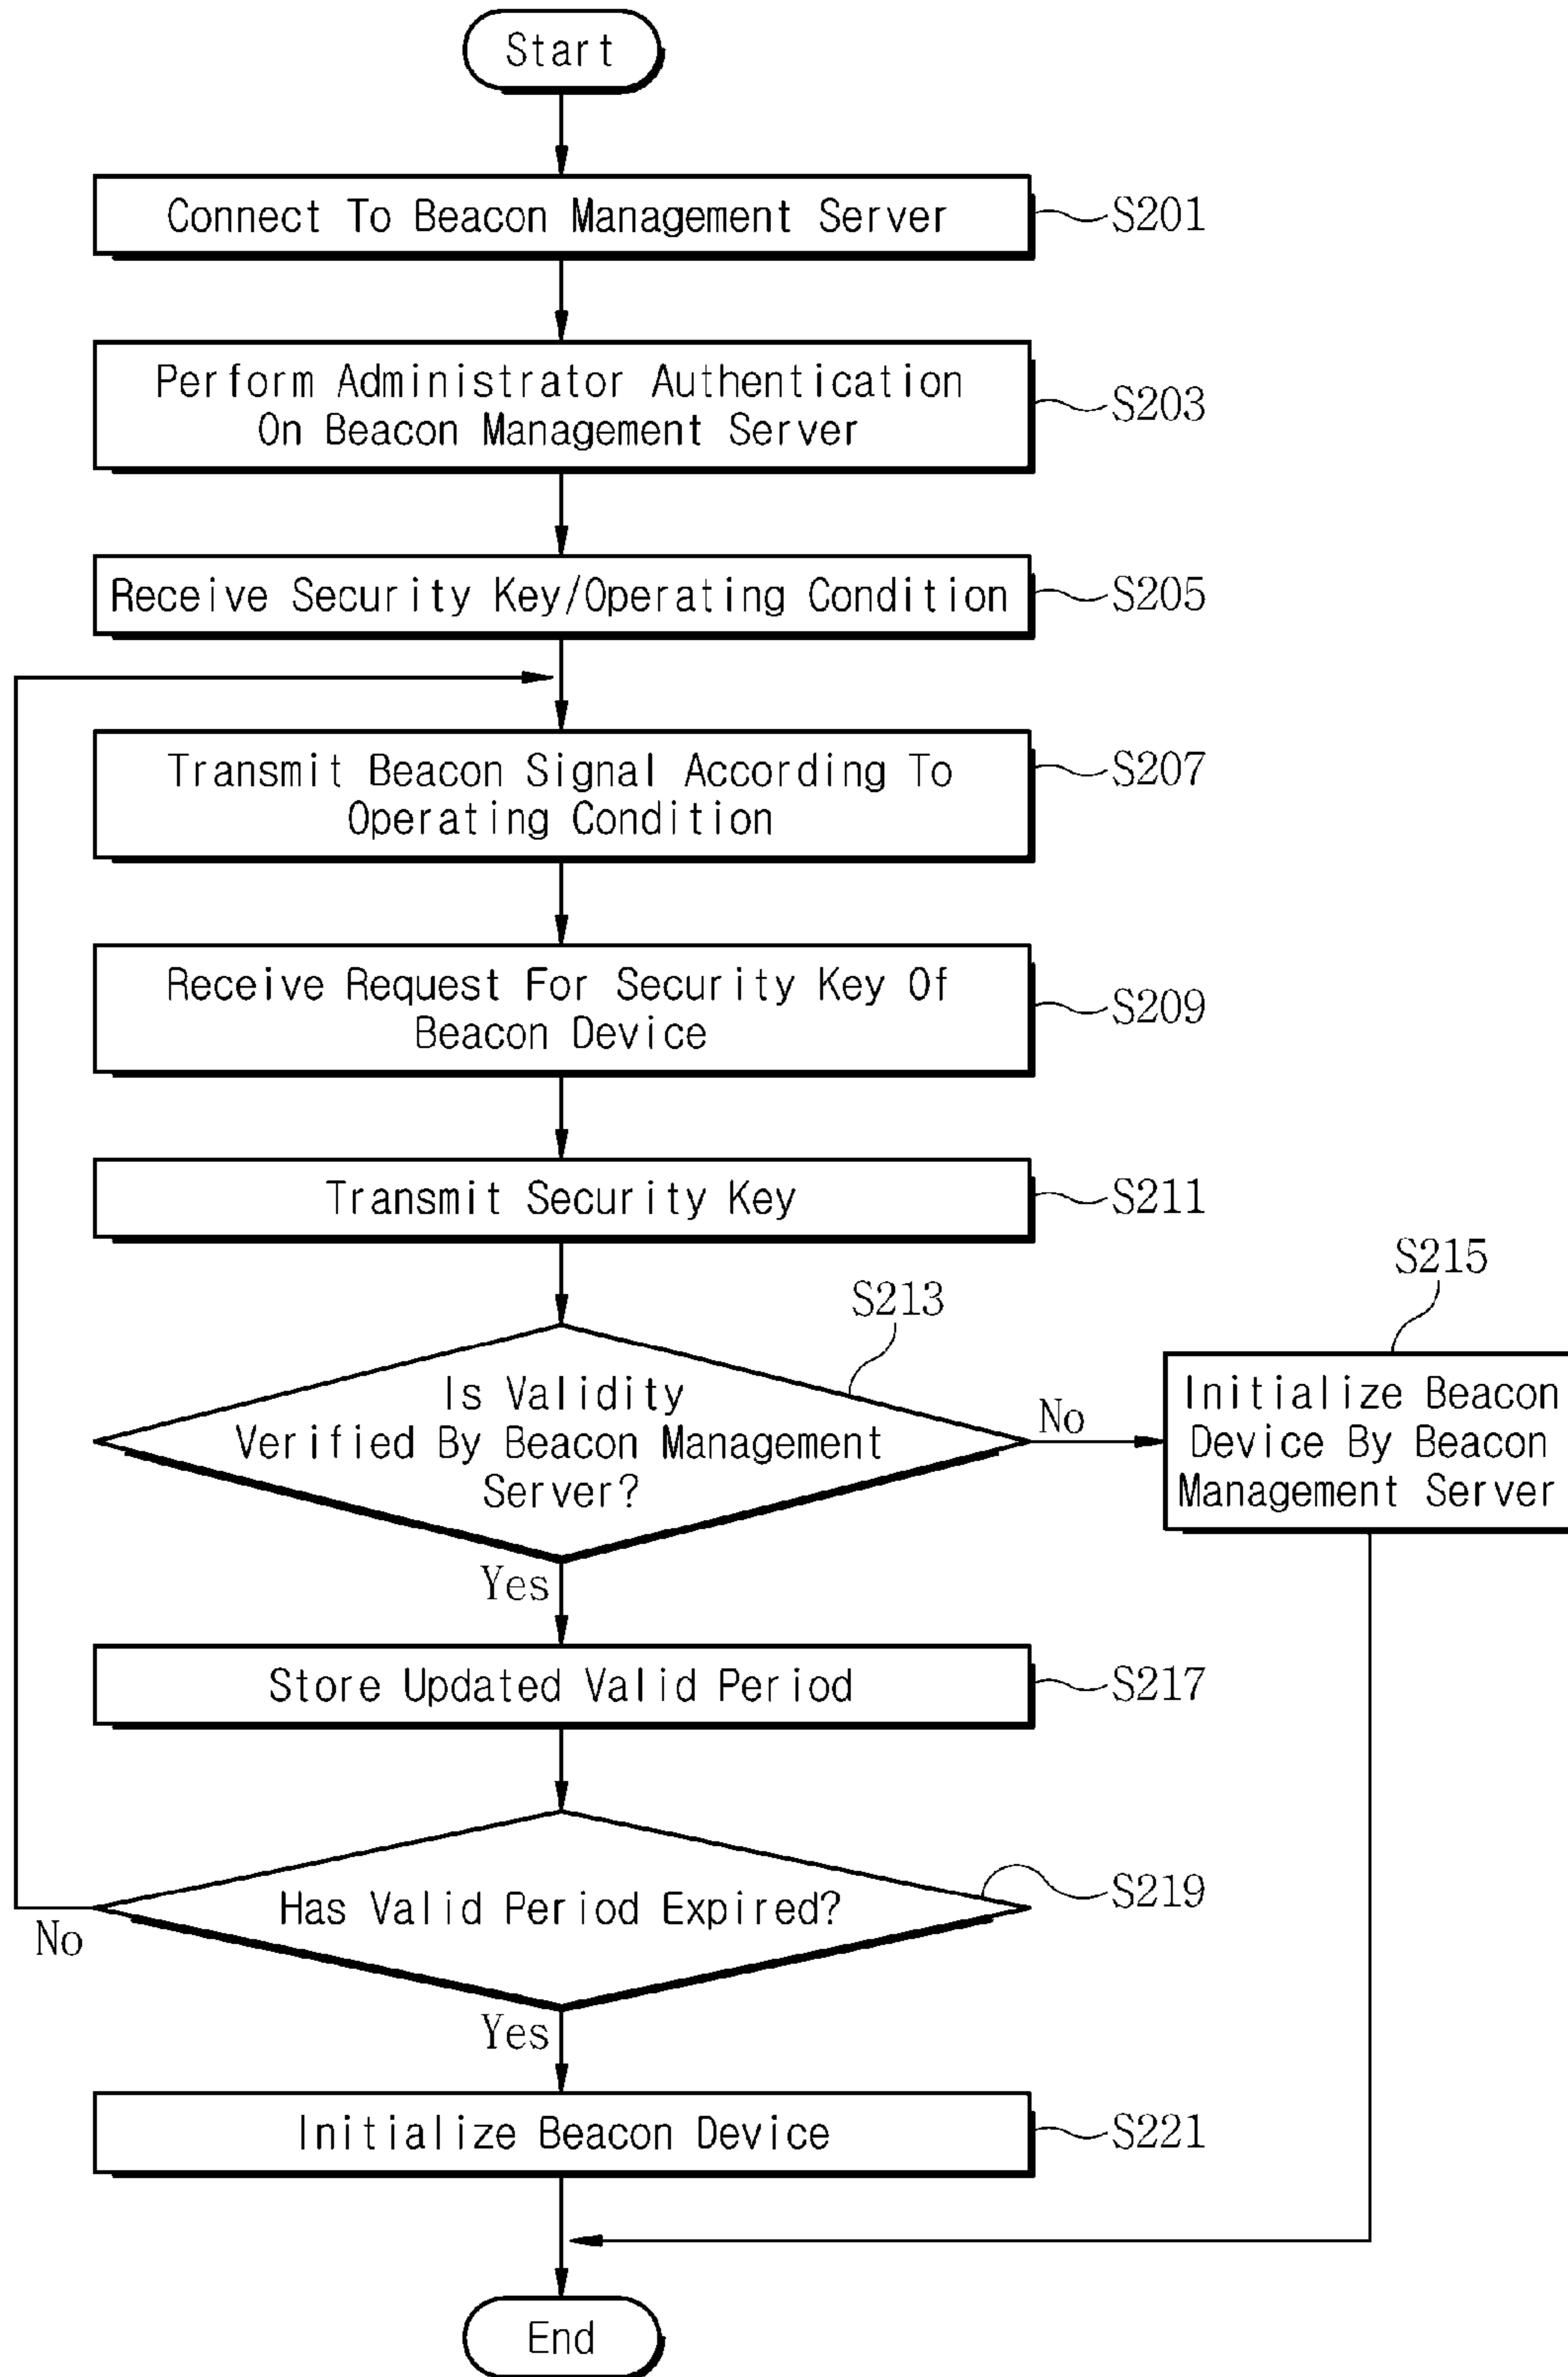 Start
Connect To Beacon Management Server
S201
Perform Administrator Authentication
On Beacon Management Server
S203
Receive Security Key/Operating Condition
S205
Transmit Beacon Signal According To
Operating Condition
S207
Receive Request For Security Key Of
Beacon Device
S209
Transmit Security Key
S211
S213
Is Validity
Verified By Beacon Management
Server?
No
S215
Initialize Beacon
Device By Beacon
Management Server
Yes
Store Updated Valid Period
S217
Has Valid Period Expired?
S219
No
Yes
Initialize Beacon Device
S221
End